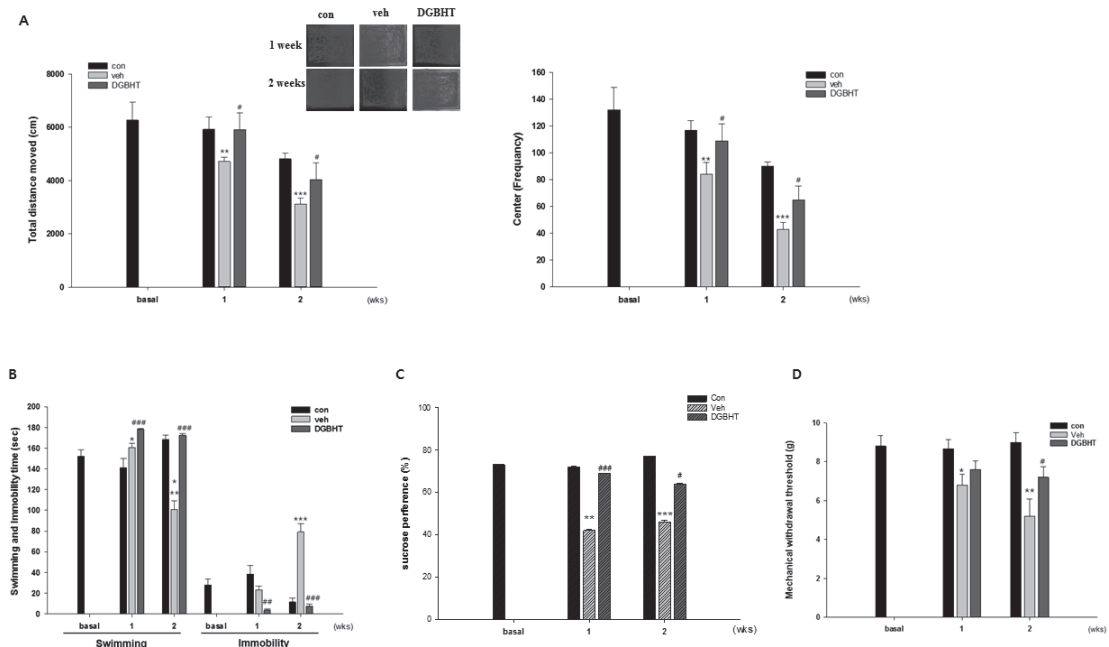 A
con veh DGBHT
1 week
2 weeks
con
veh
DGBHT
Total distance moved (cm)
8000
6000
4000
2000
0
**
#
***
#
basal 1 2 (wks)
con
veh
DGBHT
Center (Frequancy)
160
140
120
100
80
60
40
20
0
**
#
***
#
basal 1 2 (wks)
B
con
veh
DGBHT
Swimming and Immobility time (sec)
200
180
160
140
120
100
80
60
40
20
0
*
###
*
**
###
##
***
###
basal 1 2 basal 1 2 (wks)
Swimming Immobility
C
Con
Veh
DGBHT
sucrose perference (%)
100
80
60
40
20
0
**
###
***
#
basal 1 2 (wks)
D
con
Veh
DGBHT
Mechanical withdrawal threshold (g)
10
8
6
4
2
0
*
**
#
basal 1 2 (wks)